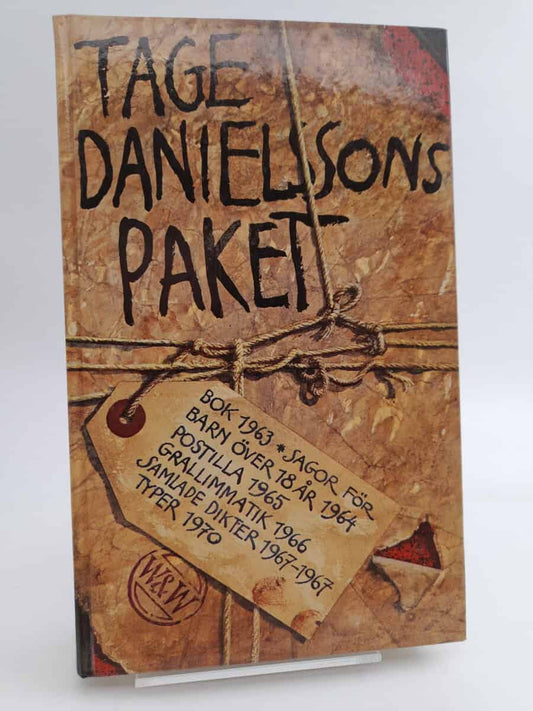 TAGE
DANIELSSONS
PAKET
BOK 1963 * SAGOR FÖR
BARN ÖVER 18 ÅR 1964
POSTILLA 1965
GRALLIMMATIK 1966
SAMLADE DIKTER 1967-1967
TYPER 1970
W&W